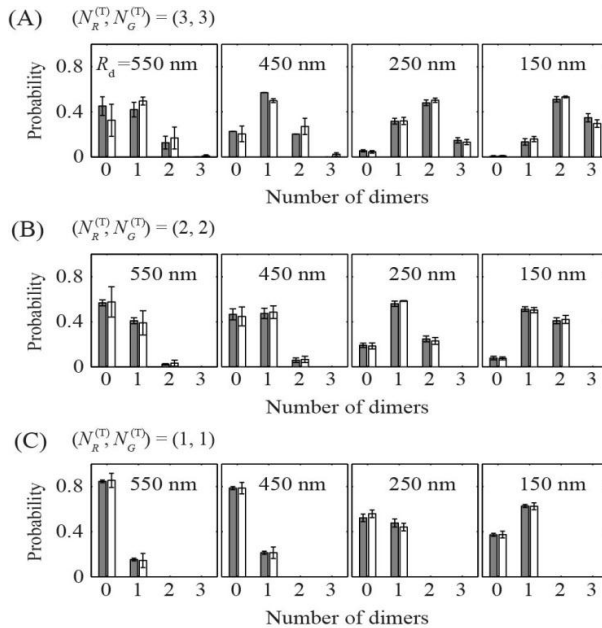 (A) (N_R^(T), N_G^(T)) = (3, 3)
Probability
0.8
0.4
0
R_d=550 nm 450 nm 250 nm 150 nm
0 1 2 3 0 1 2 3 0 1 2 3 0 1 2 3
Number of dimers
(B) (N_R^(T), N_G^(T)) = (2, 2)
Probability
0.8
0.4
0
550 nm 450 nm 250 nm 150 nm
0 1 2 3 0 1 2 3 0 1 2 3 0 1 2 3
Number of dimers
(C) (N_R^(T), N_G^(T)) = (1, 1)
Probability
0.8
0.4
0
550 nm 450 nm 250 nm 150 nm
0 1 2 3 0 1 2 3 0 1 2 3 0 1 2 3
Number of dimers